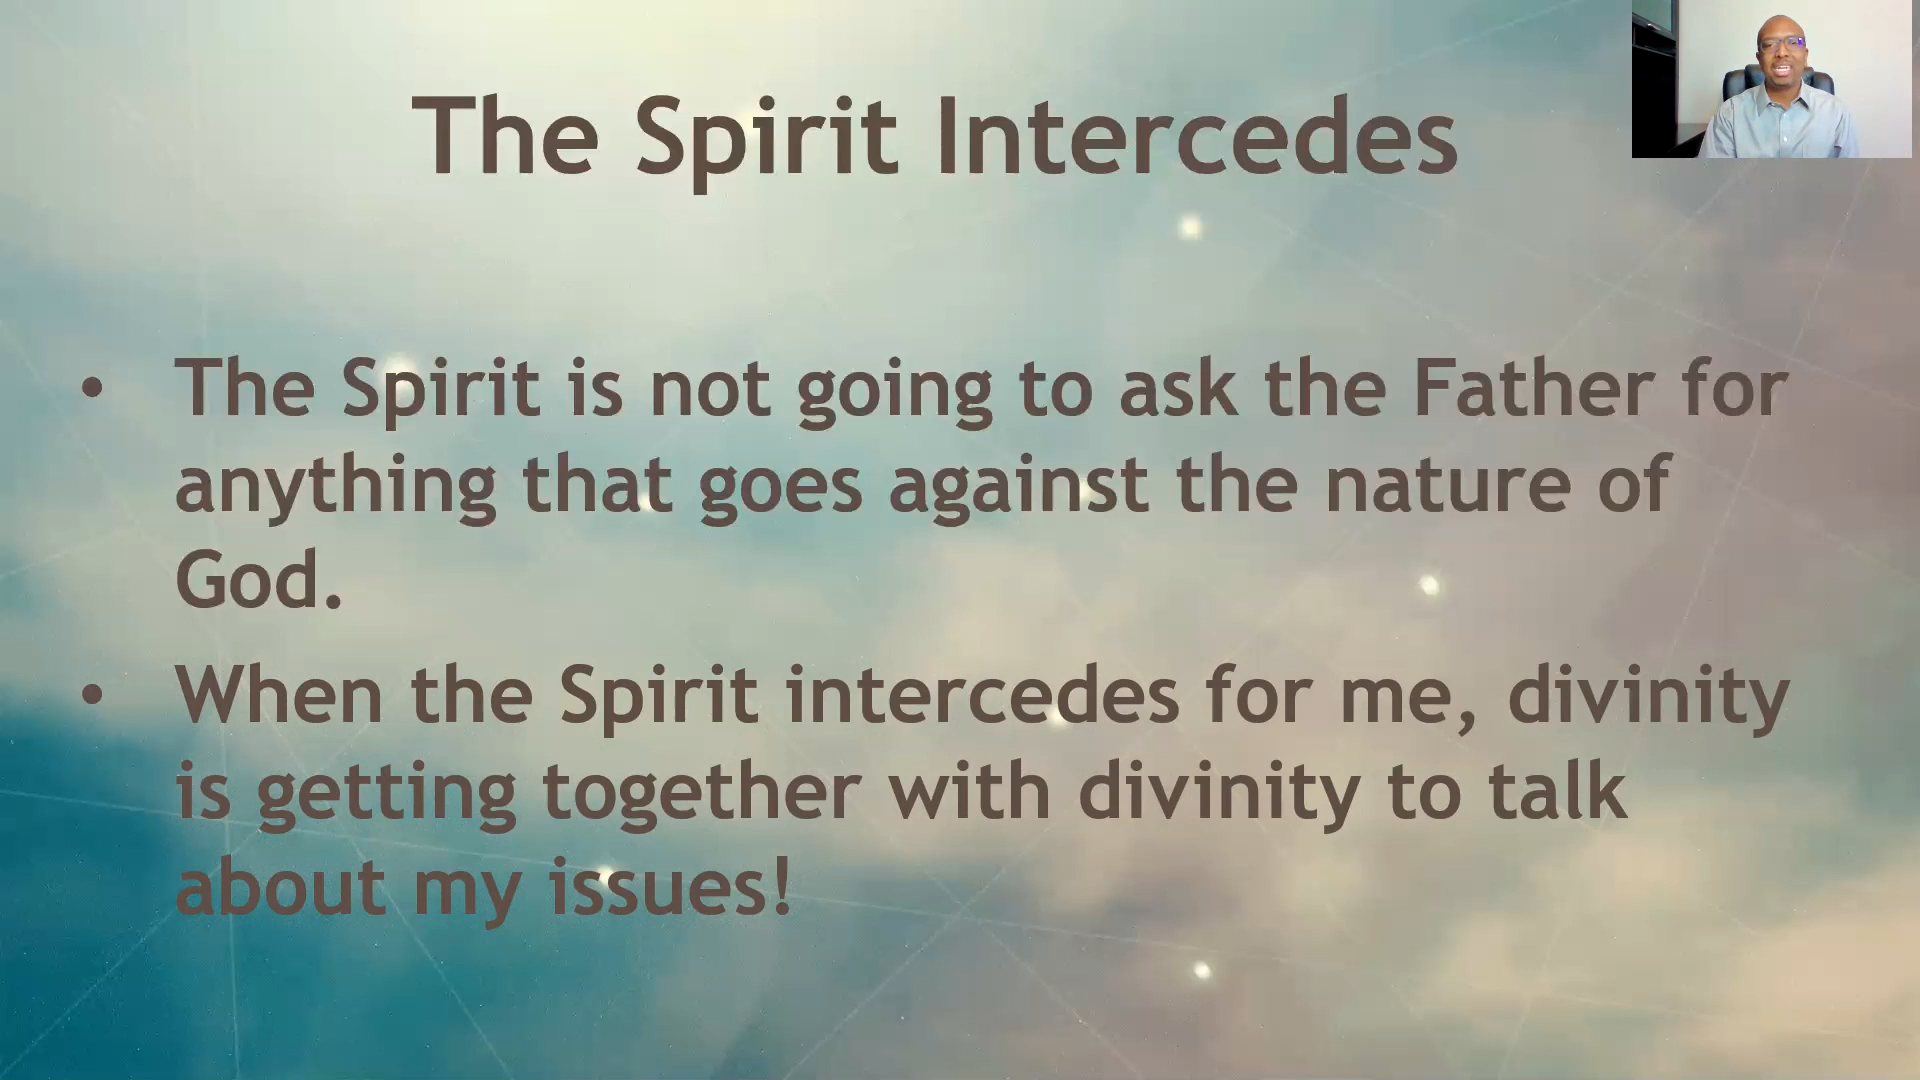 The Spirit Intercedes
• The Spirit is not going to ask the Father for
anything that goes against the nature of
God.
• When the Spirit intercedes for me, divinity
is getting together with divinity to talk
about my issues!